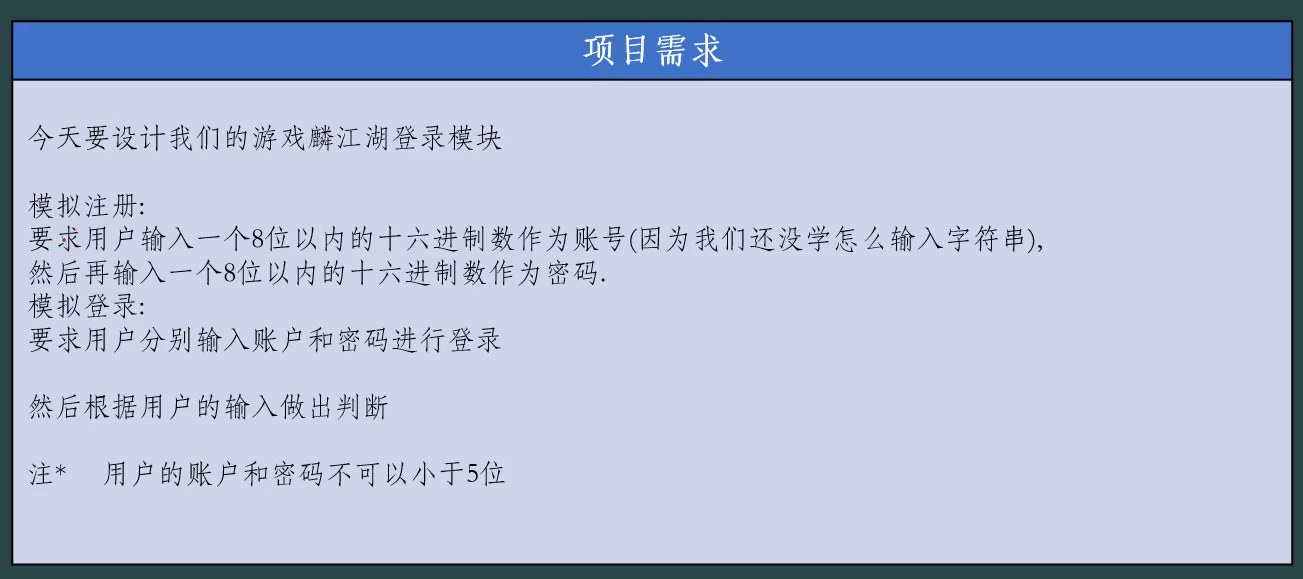 项目需求
今天要设计我们的游戏麟江湖登录模块
模拟注册:
要求用户输入一个8位以内的十六进制数作为账号(因为我们还没学怎么输入字符串),
然后再输入一个8位以内的十六进制数作为密码.
模拟登录:
要求用户分别输入账户和密码进行登录
然后根据用户的输入做出判断
注* 用户的账户和密码不可以小于5位